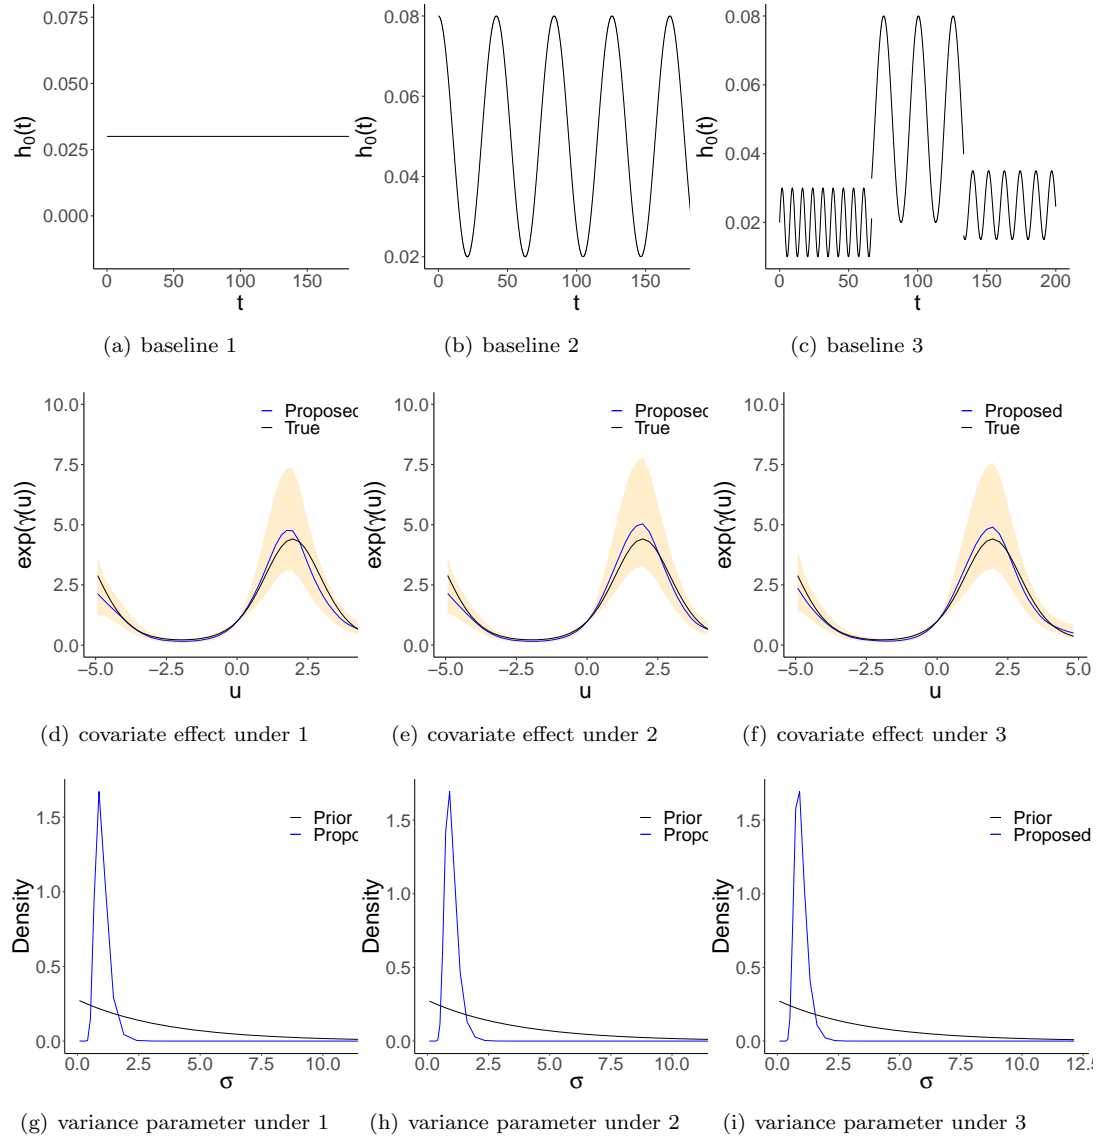 0.075
0.050
0.025
0.000
h₀(t)
0 50 100 150
t
(a) baseline 1
0.08
0.06
0.04
0.02
h₀(t)
0 50 100 150
t
(b) baseline 2
0.08
0.06
0.04
0.02
h₀(t)
0 50 100 150 200
t
(c) baseline 3
10.0
7.5
5.0
2.5
0.0
exp(γ(u))
Proposed
True
−5.0 −2.5 0.0 2.5
u
(d) covariate effect under 1
10.0
7.5
5.0
2.5
0.0
exp(γ(u))
Proposed
True
−5.0 −2.5 0.0 2.5
u
(e) covariate effect under 2
10.0
7.5
5.0
2.5
0.0
exp(γ(u))
Proposed
True
−5.0 −2.5 0.0 2.5 5.0
u
(f) covariate effect under 3
1.5
1.0
0.5
0.0
Density
Prior
Propo
0.0 2.5 5.0 7.5 10.0
σ
(g) variance parameter under 1
1.5
1.0
0.5
0.0
Density
Prior
Propo
0.0 2.5 5.0 7.5 10.0
σ
(h) variance parameter under 2
1.5
1.0
0.5
0.0
Density
Prior
Proposed
0.0 2.5 5.0 7.5 10.0 12.5
σ
(i) variance parameter under 3